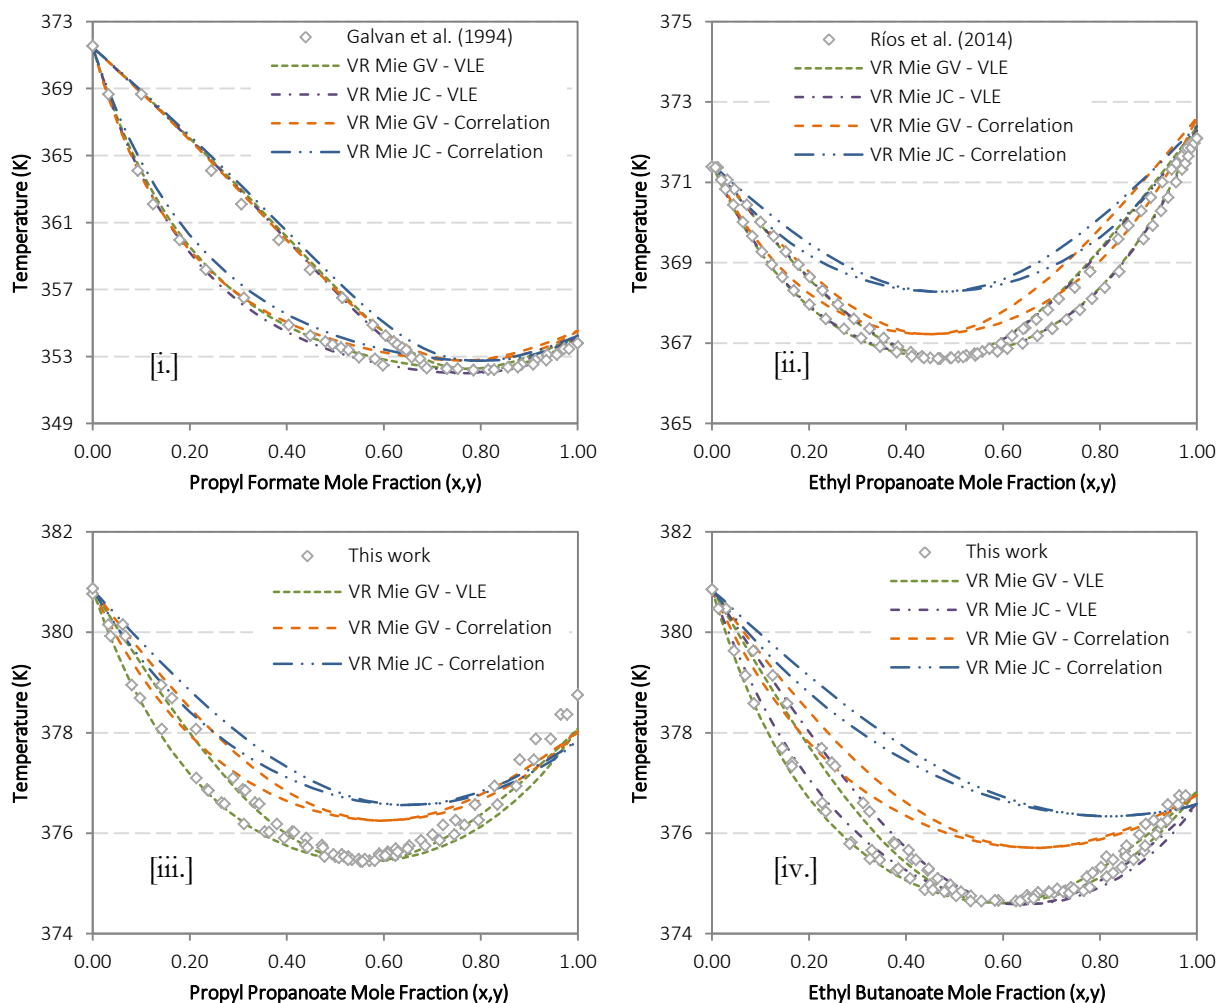 373
369
365
361
357
353
349
Temperature (K)
Galvan et al. (1994)
VR Mie GV - VLE
VR Mie JC - VLE
VR Mie GV - Correlation
VR Mie JC - Correlation
[i.]
0.00 0.20 0.40 0.60 0.80 1.00
Propyl Formate Mole Fraction (x,y)
375
373
371
369
367
365
Temperature (K)
Ríos et al. (2014)
VR Mie GV - VLE
VR Mie JC - VLE
VR Mie GV - Correlation
VR Mie JC - Correlation
[ii.]
0.00 0.20 0.40 0.60 0.80 1.00
Ethyl Propanoate Mole Fraction (x,y)
382
380
378
376
374
Temperature (K)
This work
VR Mie GV - VLE
VR Mie GV - Correlation
VR Mie JC - Correlation
[iii.]
0.00 0.20 0.40 0.60 0.80 1.00
Propyl Propanoate Mole Fraction (x,y)
382
380
378
376
374
Temperature (K)
This work
VR Mie GV - VLE
VR Mie JC - VLE
VR Mie GV - Correlation
VR Mie JC - Correlation
[iv.]
0.00 0.20 0.40 0.60 0.80 1.00
Ethyl Butanoate Mole Fraction (x,y)